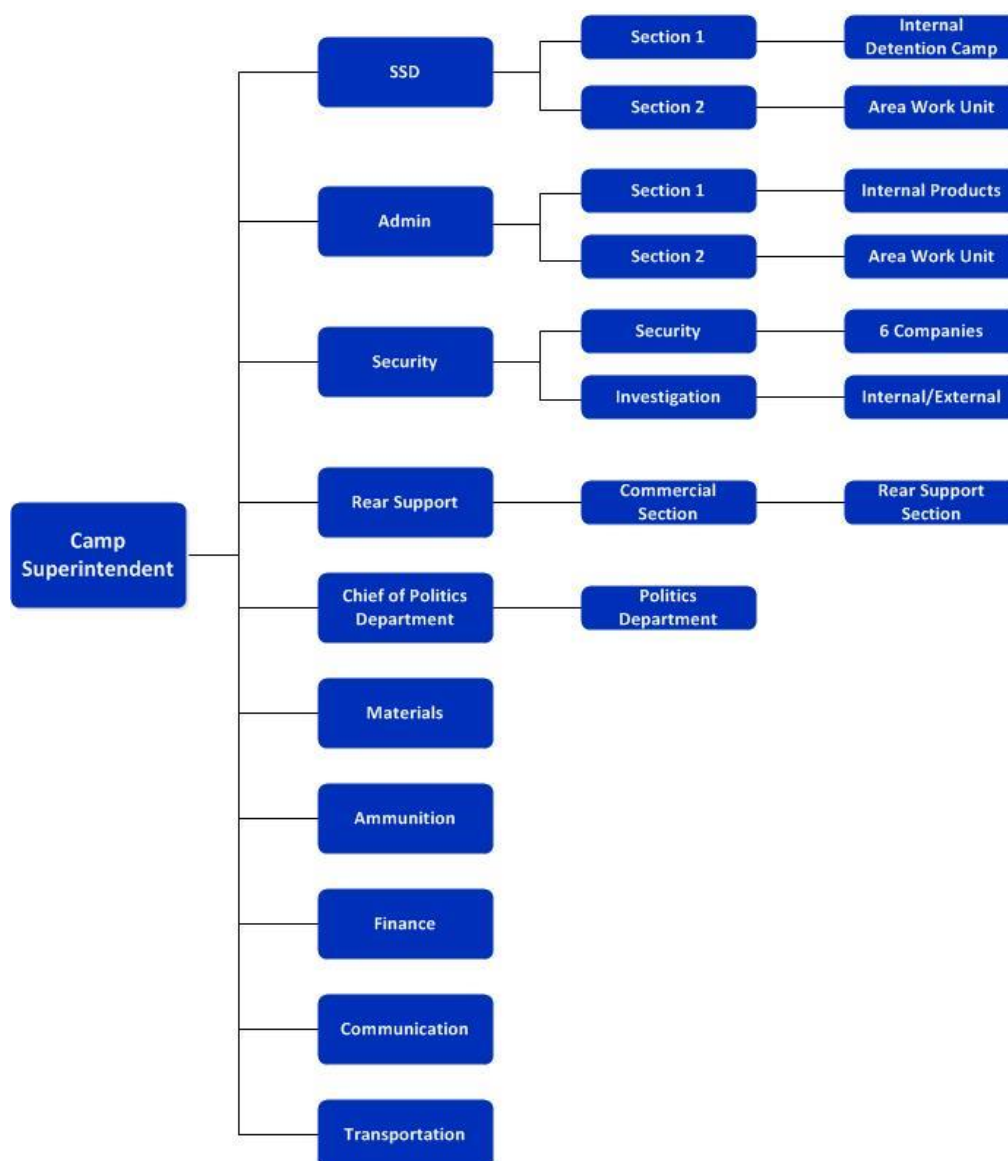 Camp
Superintendent
SSD
Section 1
Internal
Detention Camp
Section 2
Area Work Unit
Admin
Section 1
Internal Products
Section 2
Area Work Unit
Security
Security
6 Companies
Investigation
Internal/External
Rear Support
Commercial
Section
Rear Support
Section
Chief of Politics
Department
Politics
Department
Materials
Ammunition
Finance
Communication
Transportation